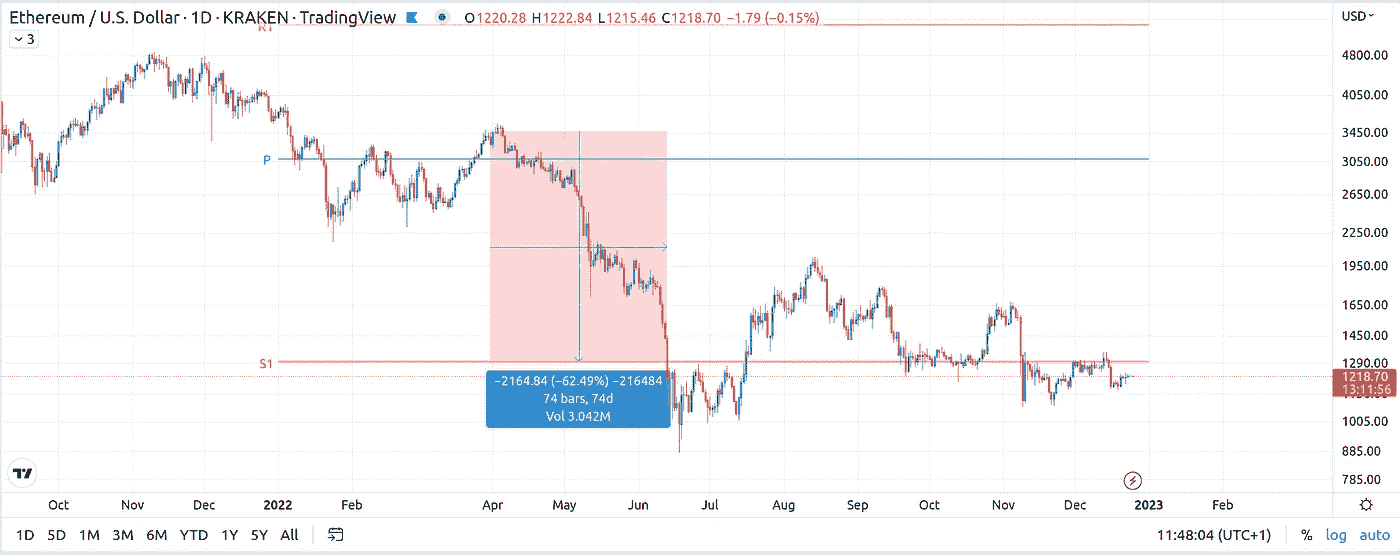 Ethereum / U.S. Dollar · 1D · KRAKEN · TradingView O1220.28 H1222.84 L1215.46 C1218.70 −1.79 (−0.15%) USD
R1
3
4800.00
4050.00
3450.00
P
3050.00
2650.00
2250.00
1950.00
1650.00
1450.00
S1
1290.00
1218.70
13:11:56
−2164.84 (−62.49%) −216484
74 bars, 74d
Vol 3.042M
1005.00
885.00
785.00
Oct Nov Dec 2022 Feb Apr May Jun Jul Aug Sep Oct Nov Dec 2023 Feb
1D 5D 1M 3M 6M YTD 1Y 5Y All 11:48:04 (UTC+1) % log auto